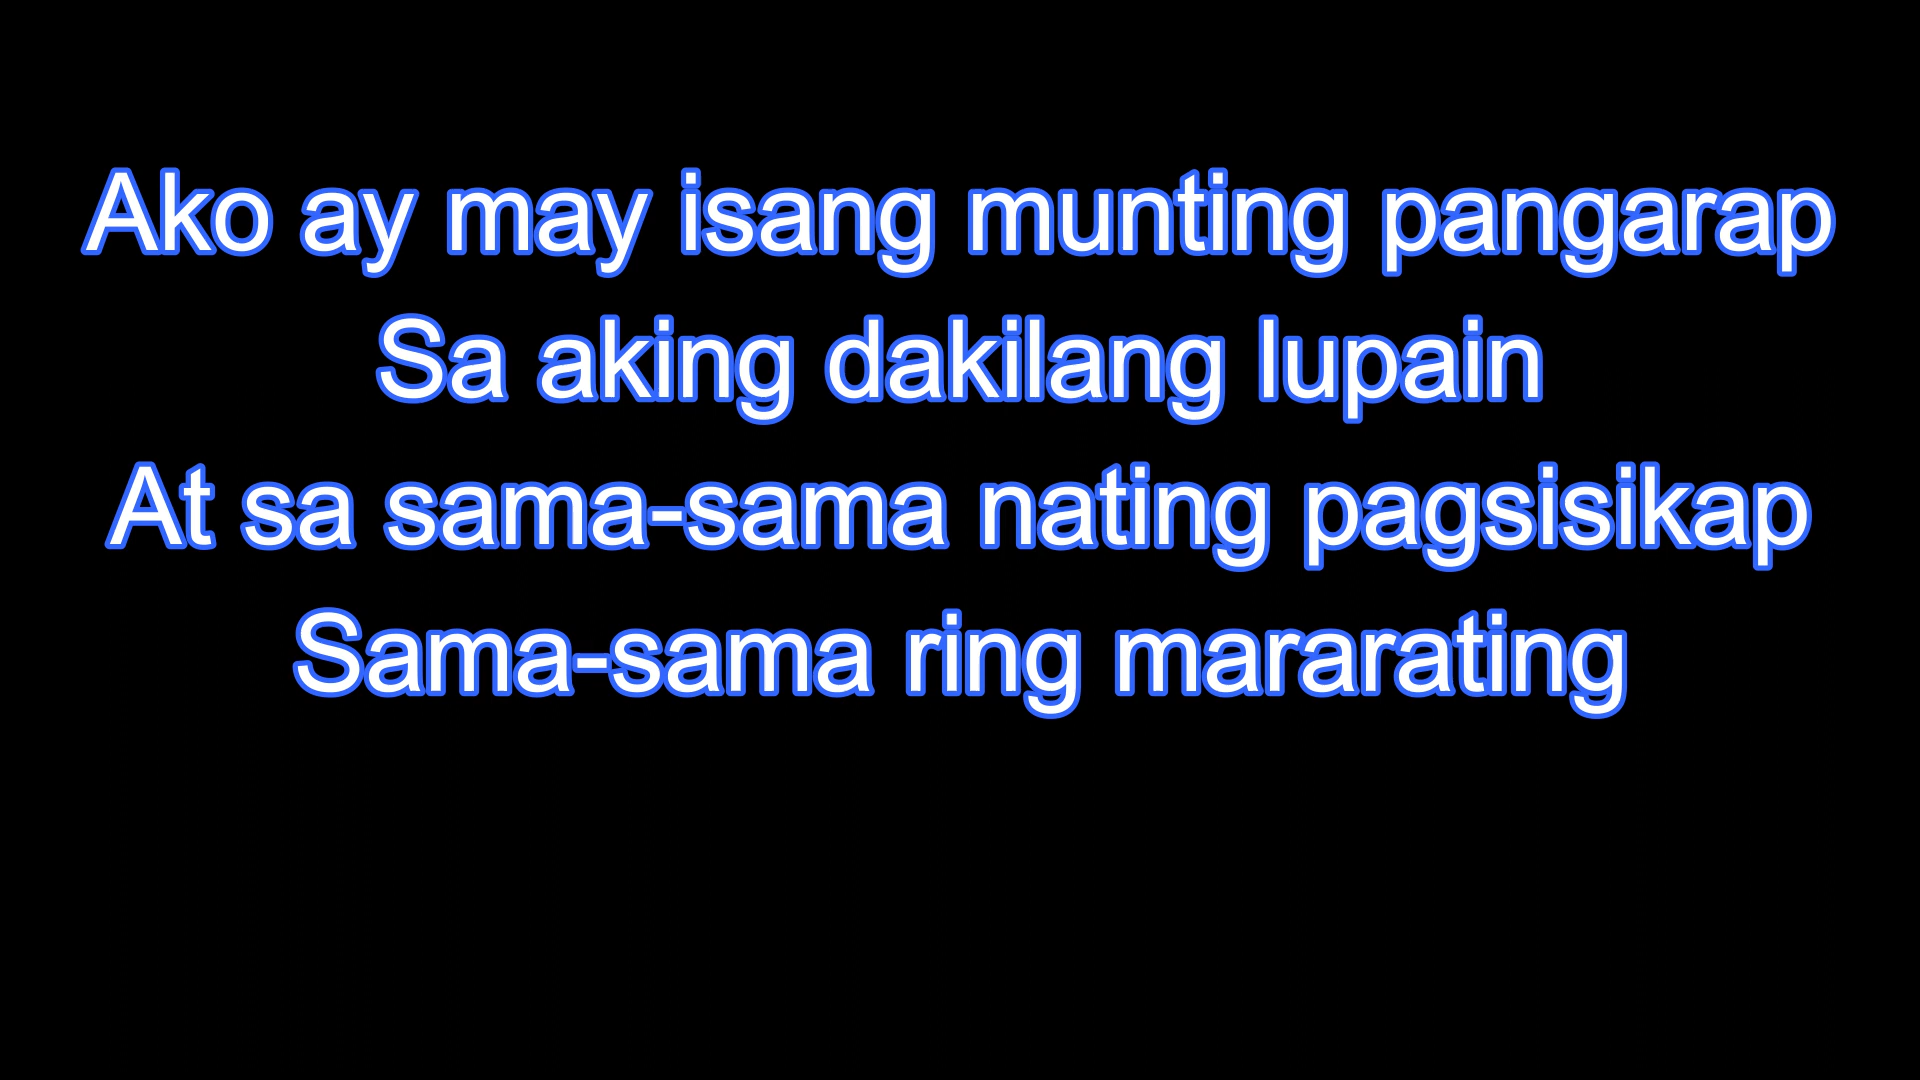 Ako ay may isang munting pangarap
Sa aking dakilang lupain
At sa sama-sama nating pagsisikap
Sama-sama ring mararating